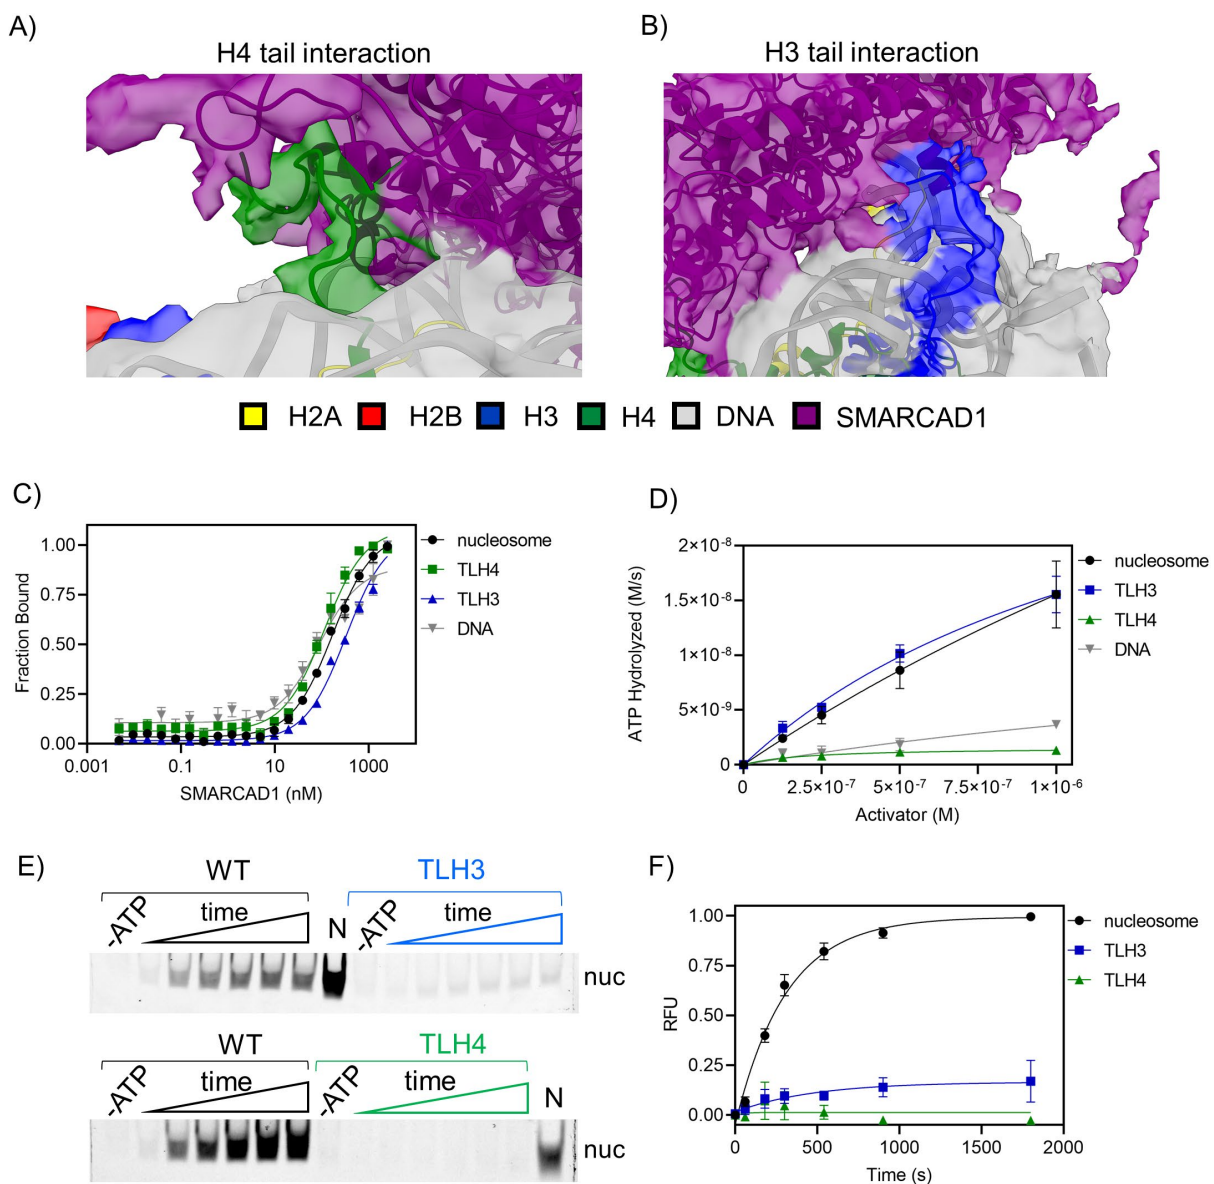 A)
H4 tail interaction
B)
H3 tail interaction
H2A H2B H3 H4 DNA SMARCAD1
C)
Fraction Bound
1.00
0.75
0.50
0.25
0.00
0.001 0.1 10 1000
SMARCAD1 (nM)
nucleosome
TLH4
TLH3
DNA
D)
ATP Hydrolyzed (M/s)
2×10⁻⁸
1.5×10⁻⁸
1×10⁻⁸
5×10⁻⁹
0
2.5×10⁻⁷ 5×10⁻⁷ 7.5×10⁻⁷ 1×10⁻⁶
Activator (M)
nucleosome
TLH3
TLH4
DNA
E)
WT TLH3
-ATP time N -ATP time
nuc
WT TLH4
-ATP time -ATP time N
nuc
F)
RFU
1.00
0.75
0.50
0.25
0.00
0 500 1000 1500 2000
Time (s)
nucleosome
TLH3
TLH4